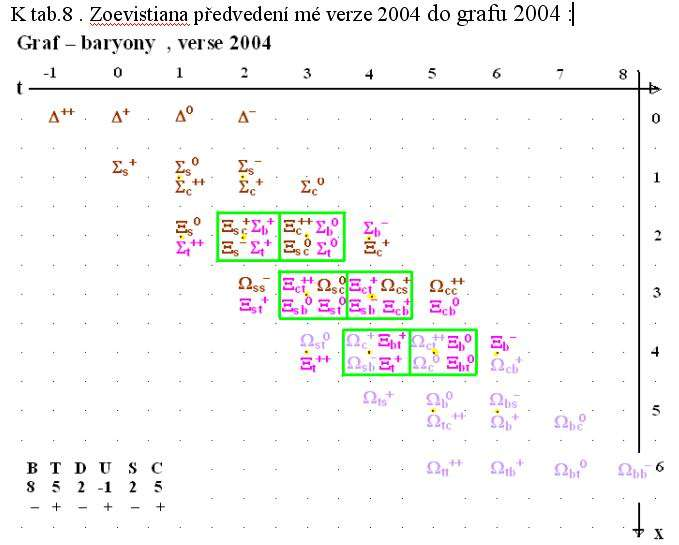 K tab.8 . Zoevistiana předvedení mé verze 2004 do grafu 2004 :
Graf – baryony , verse 2004
-1 0 1 2 3 4 5 6 7 8
t b
Δ++ Δ+ Δ0 Δ− 0
Σs+ Σs0 Σs−
Σc++ Σc+ Σc0 1
Ξs0 Ξsc+ Σb+ Ξc++ Σb0 Σb− 2
Σt++ Ξs− Σt+ Ξsc0 Σt0 Ξc+
Ωss− Ξct++ Ωsc0 Ξct+ Ωcs+ Ωcc++ 3
Ξst+ Ξsb0 Ξst0 Ξsb Ξcb+ Ξcb0
Ωst0 Ωc+ Ξbt+ Ωct++ Ξb0 Ξb− 4
Ξt++ Ωsb Ξt+ Ωc0 Ξbt0 Ωcb+
Ωts+ Ωb0 Ωbs− 5
Ωtc++ Ωb+ Ωbc0
Ωtt++ Ωtb+ Ωbt0 Ωbb− 6
B T D U S C
8 5 2 -1 2 5
− + − + − +
x